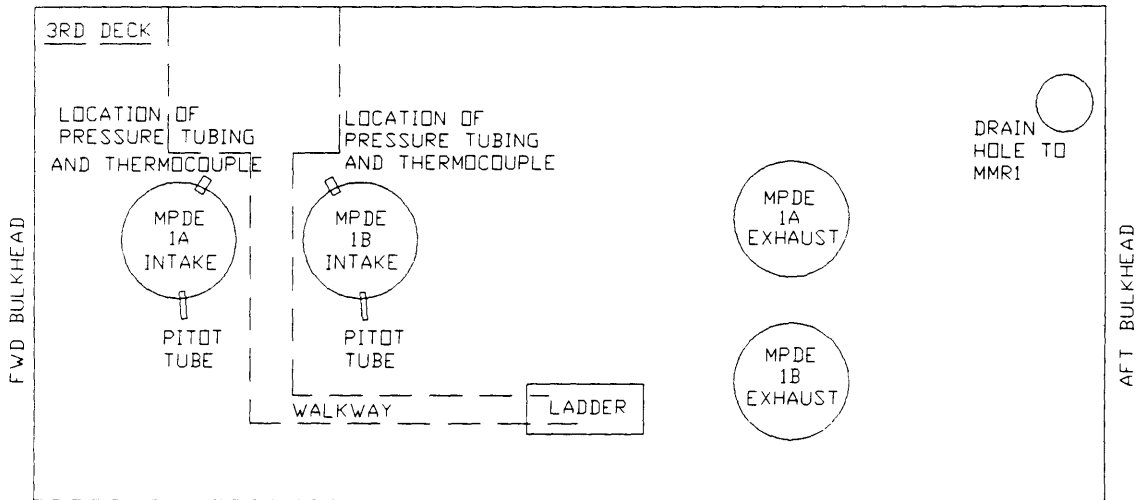 3RD DECK
LOCATION OF
PRESSURE TUBING
AND THERMOCOUPLE
LOCATION OF
PRESSURE TUBING
AND THERMOCOUPLE
DRAIN
HOLE TO
MMR1
MPDE
1A
INTAKE
MPDE
1B
INTAKE
MPDE
1A
EXHAUST
FWD BULKHEAD
AFT BULKHEAD
PITOT
TUBE
PITOT
TUBE
MPDE
1B
EXHAUST
WALKWAY
LADDER